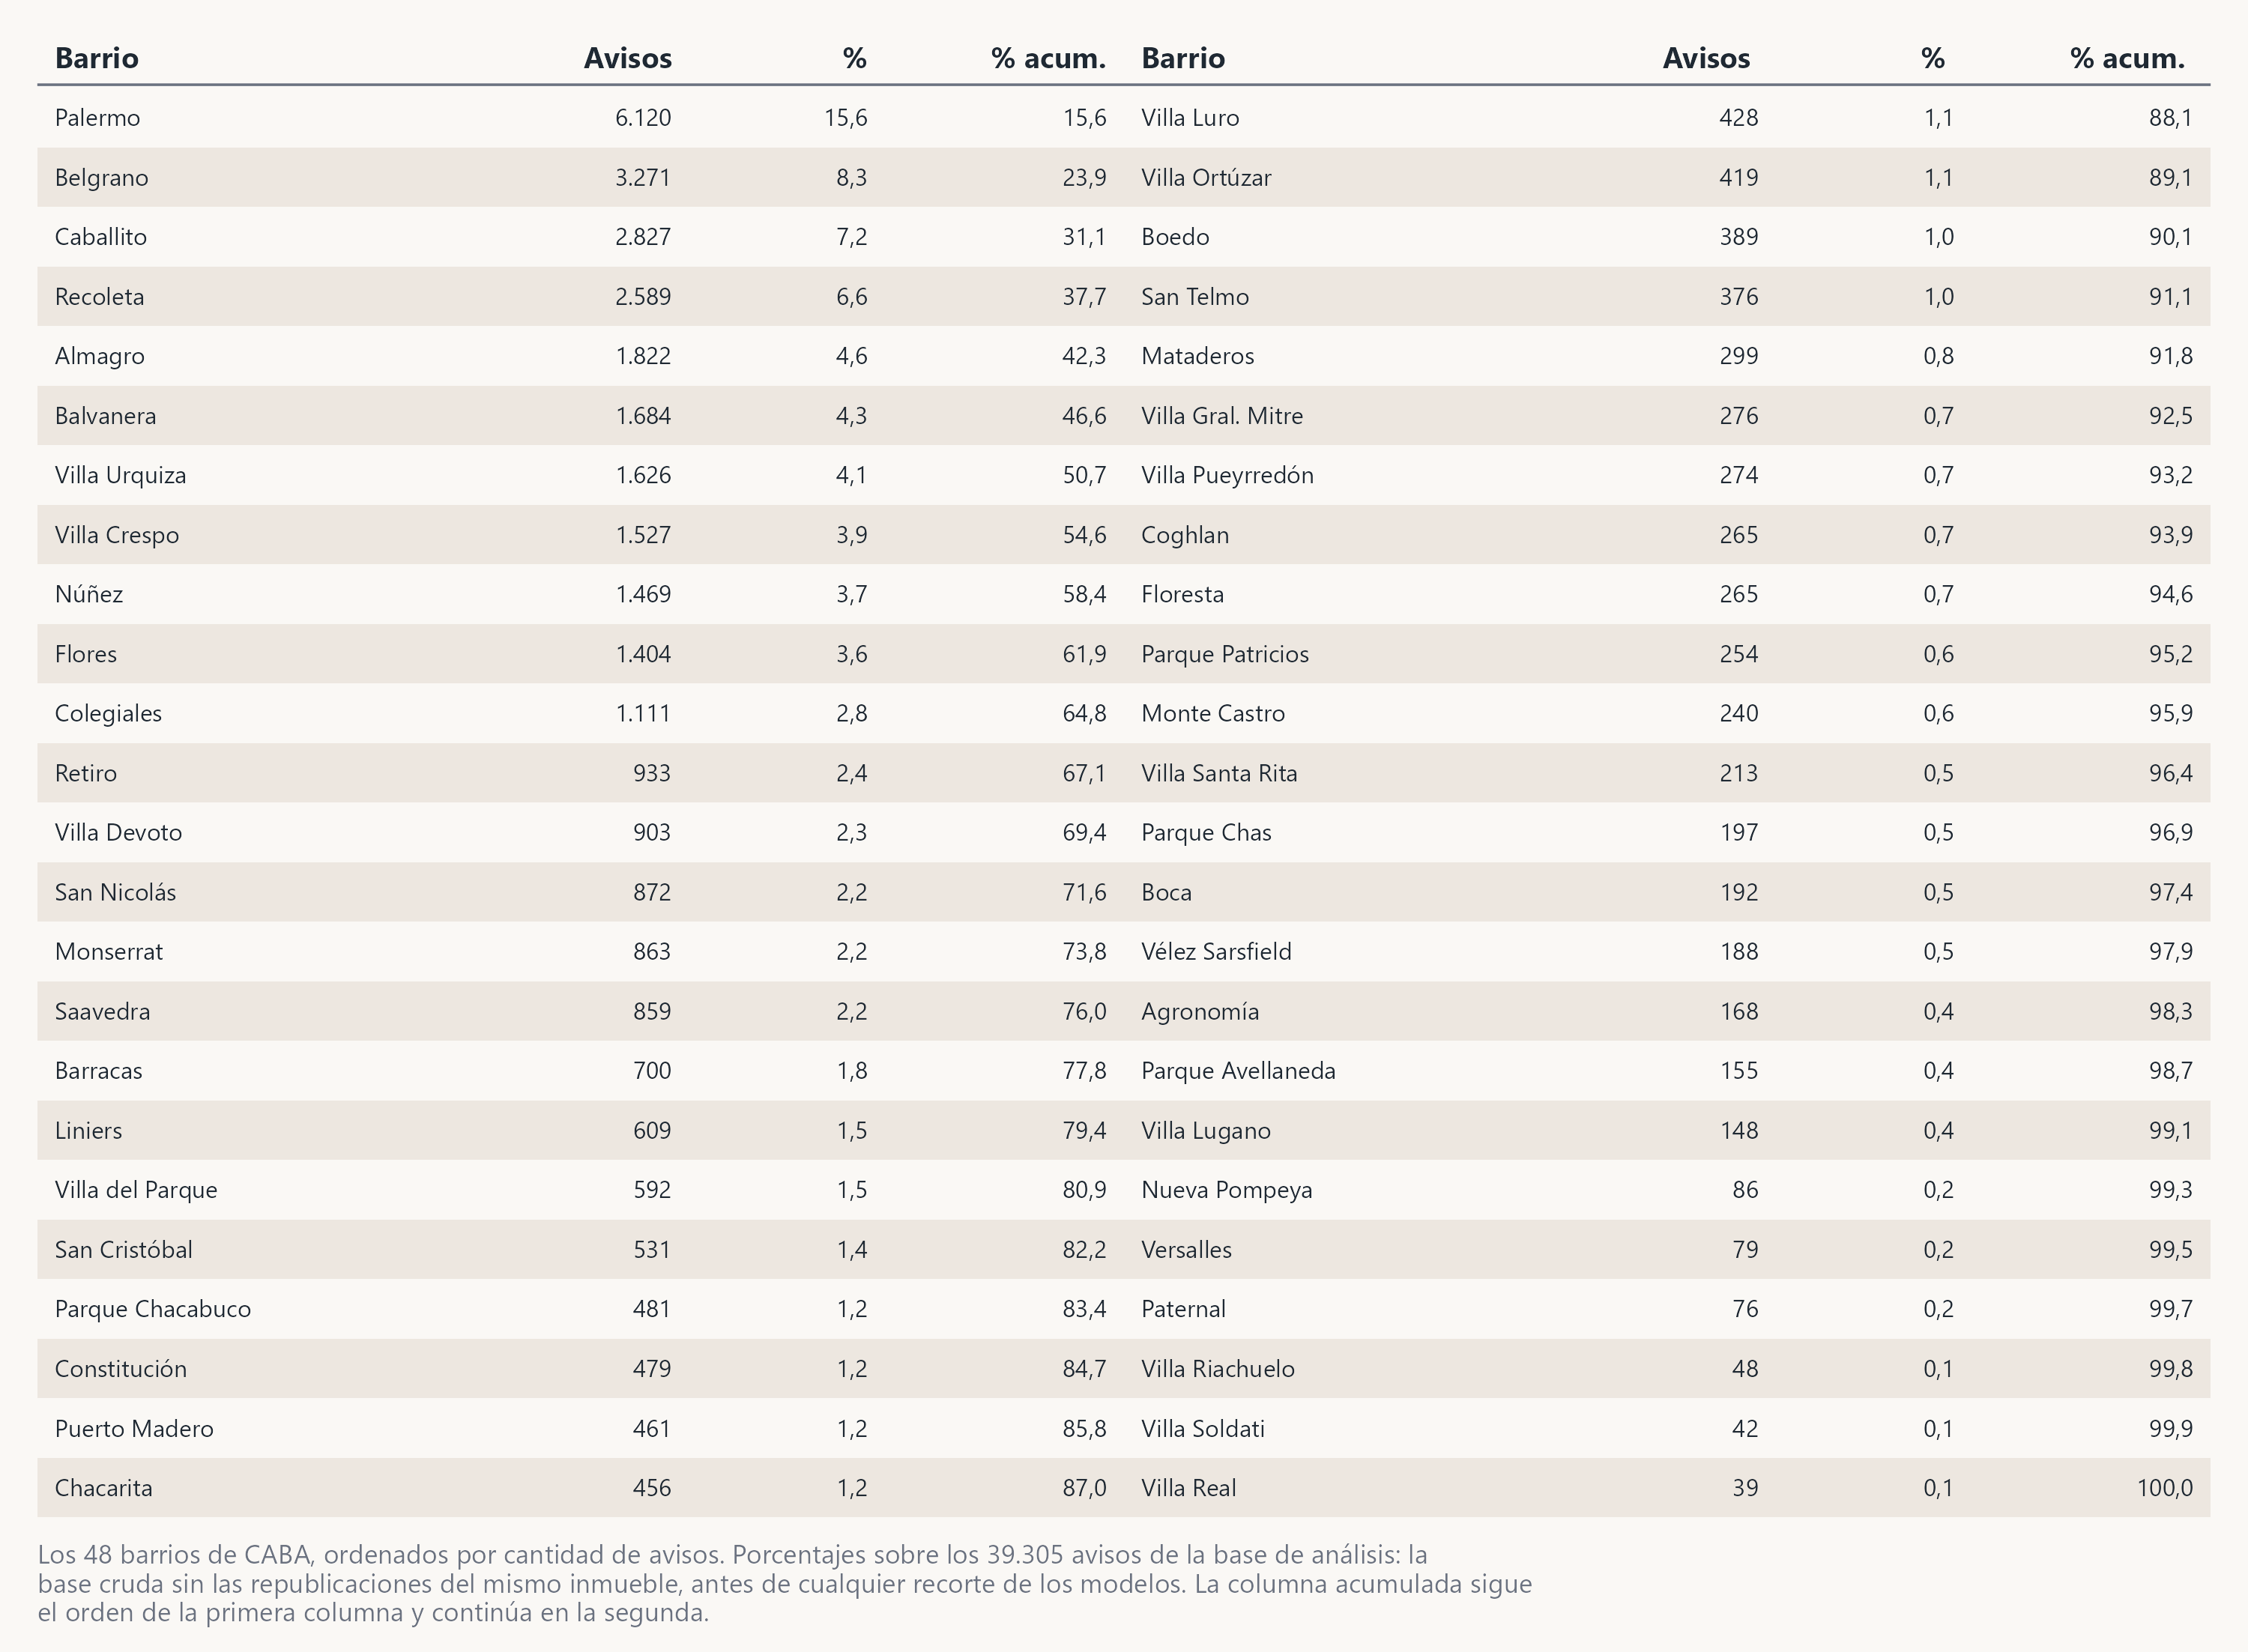 Barrio Avisos % % acum. Barrio Avisos % % acum.
Palermo 6.120 15,6 15,6 Villa Luro 428 1,1 88,1
Belgrano 3.271 8,3 23,9 Villa Ortúzar 419 1,1 89,1
Caballito 2.827 7,2 31,1 Boedo 389 1,0 90,1
Recoleta 2.589 6,6 37,7 San Telmo 376 1,0 91,1
Almagro 1.822 4,6 42,3 Mataderos 299 0,8 91,8
Balvanera 1.684 4,3 46,6 Villa Gral. Mitre 276 0,7 92,5
Villa Urquiza 1.626 4,1 50,7 Villa Pueyrredón 274 0,7 93,2
Villa Crespo 1.527 3,9 54,6 Coghlan 265 0,7 93,9
Núñez 1.469 3,7 58,4 Floresta 265 0,7 94,6
Flores 1.404 3,6 61,9 Parque Patricios 254 0,6 95,2
Colegiales 1.111 2,8 64,8 Monte Castro 240 0,6 95,9
Retiro 933 2,4 67,1 Villa Santa Rita 213 0,5 96,4
Villa Devoto 903 2,3 69,4 Parque Chas 197 0,5 96,9
San Nicolás 872 2,2 71,6 Boca 192 0,5 97,4
Monserrat 863 2,2 73,8 Vélez Sarsfield 188 0,5 97,9
Saavedra 859 2,2 76,0 Agronomía 168 0,4 98,3
Barracas 700 1,8 77,8 Parque Avellaneda 155 0,4 98,7
Liniers 609 1,5 79,4 Villa Lugano 148 0,4 99,1
Villa del Parque 592 1,5 80,9 Nueva Pompeya 86 0,2 99,3
San Cristóbal 531 1,4 82,2 Versalles 79 0,2 99,5
Parque Chacabuco 481 1,2 83,4 Paternal 76 0,2 99,7
Constitución 479 1,2 84,7 Villa Riachuelo 48 0,1 99,8
Puerto Madero 461 1,2 85,8 Villa Soldati 42 0,1 99,9
Chacarita 456 1,2 87,0 Villa Real 39 0,1 100,0
Los 48 barrios de CABA, ordenados por cantidad de avisos. Porcentajes sobre los 39.305 avisos de la base de análisis: la
base cruda sin las republicaciones del mismo inmueble, antes de cualquier recorte de los modelos. La columna acumulada sigue
el orden de la primera columna y continúa en la segunda.